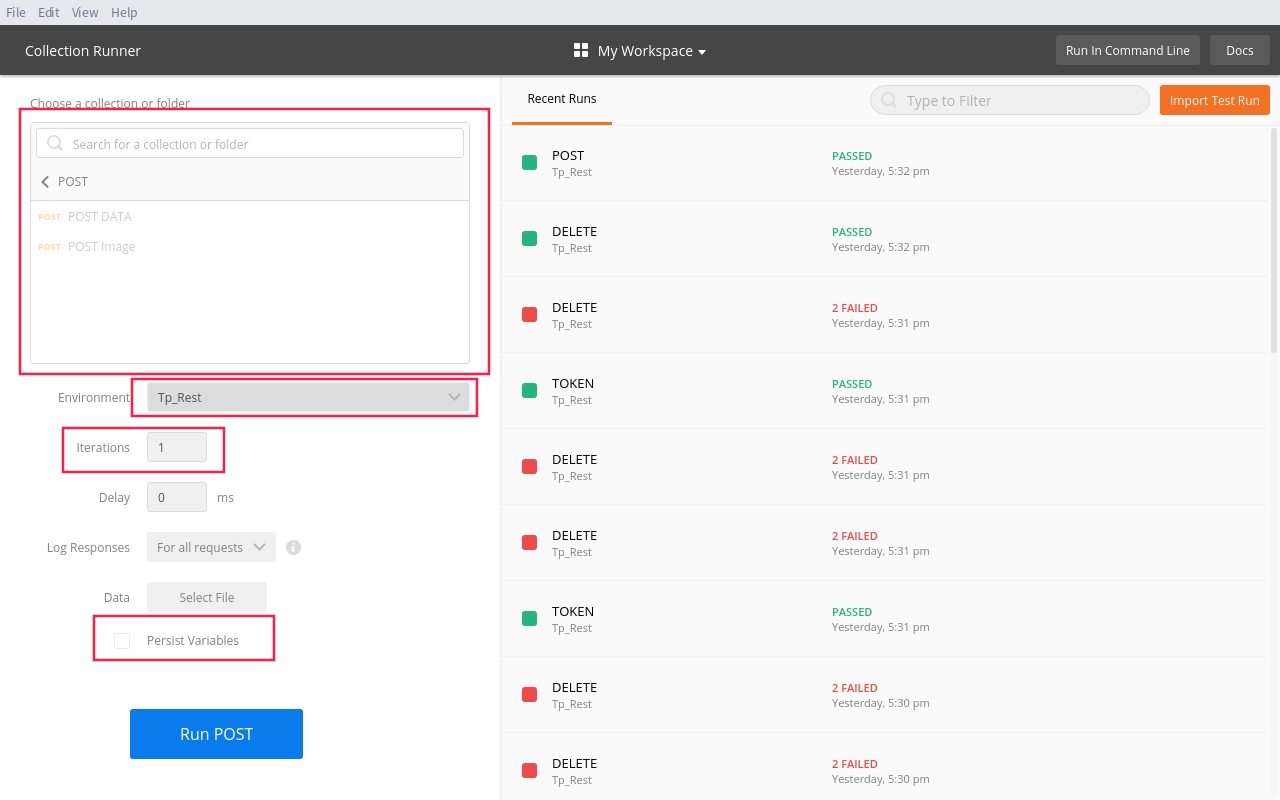 File Edit View Help
Collection Runner
My Workspace
Run In Command Line
Docs
Choose a collection or folder
Search for a collection or folder
POST
POST POST DATA
POST POST Image
Environment Tp_Rest
Iterations 1
Delay 0 ms
Log Responses For all requests
Data Select File
Persist Variables
Run POST
Recent Runs
Type to Filter
Import Test Run
POST PASSED
Tp_Rest Yesterday, 5:32 pm
DELETE PASSED
Tp_Rest Yesterday, 5:32 pm
DELETE 2 FAILED
Tp_Rest Yesterday, 5:31 pm
TOKEN PASSED
Tp_Rest Yesterday, 5:31 pm
DELETE 2 FAILED
Tp_Rest Yesterday, 5:31 pm
DELETE 2 FAILED
Tp_Rest Yesterday, 5:31 pm
TOKEN PASSED
Tp_Rest Yesterday, 5:31 pm
DELETE 2 FAILED
Tp_Rest Yesterday, 5:30 pm
DELETE 2 FAILED
Tp_Rest Yesterday, 5:30 pm